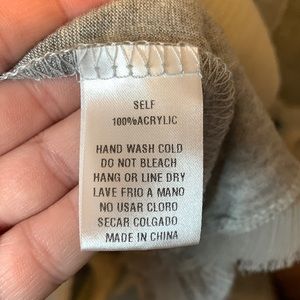 SELF
100%ACRYLIC
HAND WASH COLD
DO NOT BLEACH
HANG OR LINE DRY
LAVE FRIO A MANO
NO USAR CLORO
SECAR COLGADO
MADE IN CHINA